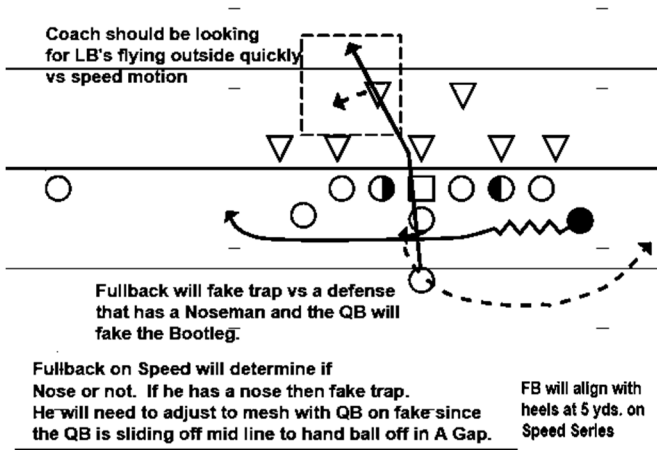 Coach should be looking
for LB's flying outside quickly
vs speed motion
Fullback will fake trap vs a defense
that has a Noseman and the QB will
fake the Bootleg.
Fullback on Speed will determine if
Nose or not. If he has a nose then fake trap.
He will need to adjust to mesh with QB on fake since
the QB is sliding off mid line to hand ball off in A Gap.
FB will align with
heels at 5 yds. on
Speed Series